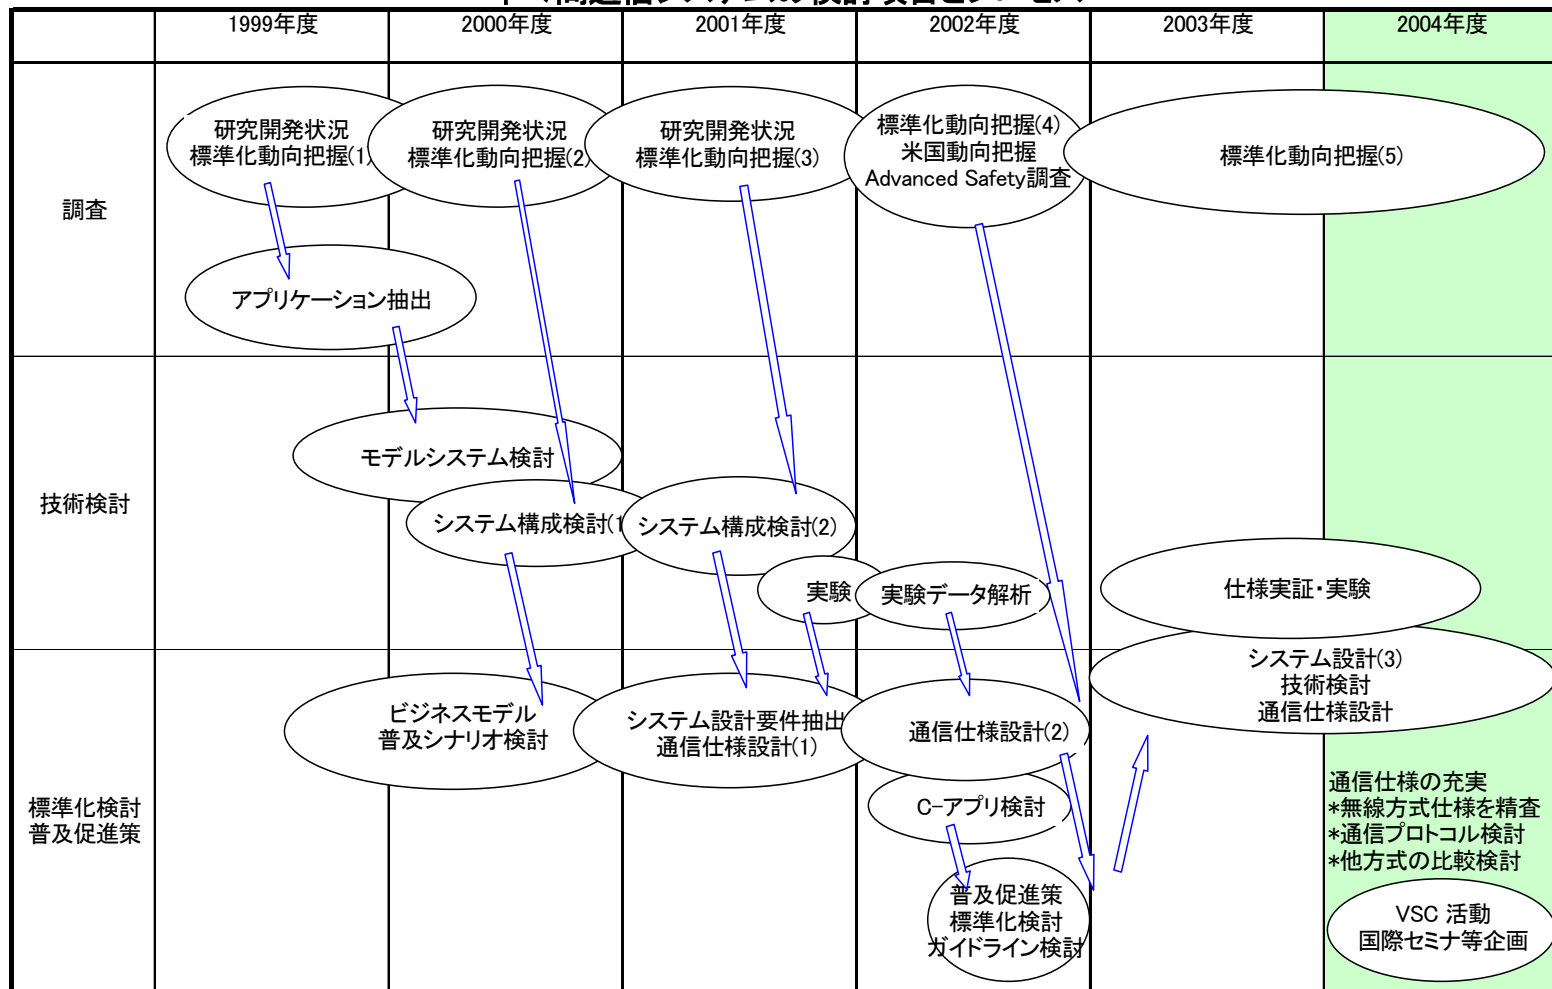 1999年度
2000年度
2001年度
2002年度
2003年度
2004年度
調査
研究開発状況
標準化動向把握(1)
研究開発状況
標準化動向把握(2)
研究開発状況
標準化動向把握(3)
標準化動向把握(4)
米国動向把握
Advanced Safety調査
標準化動向把握(5)
アプリケーション抽出
技術検討
モデルシステム検討
システム構成検討(1
システム構成検討(2)
実験
実験データ解析
仕様実証・実験
標準化検討
普及促進策
ビジネスモデル
普及シナリオ検討
システム設計要件抽出
通信仕様設計(1)
通信仕様設計(2)
システム設計(3)
技術検討
通信仕様設計
C-アプリ検討
普及促進策
標準化検討
ガイドライン検討
通信仕様の充実
*無線方式仕様を精査
*通信プロトコル検討
*他方式の比較検討
VSC 活動
国際セミナ等企画